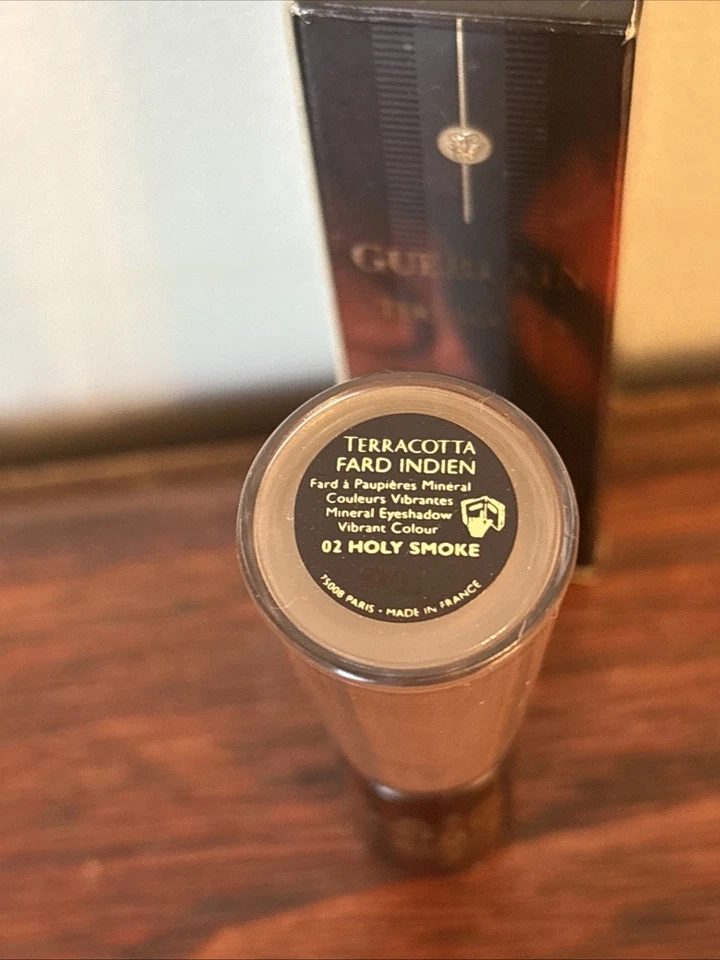 GUERLAIN
TERRACOTTA
FARD INDIEN
Fard à Paupières Minéral
Couleurs Vibrantes
Mineral Eyeshadow
Vibrant Colour
02 HOLY SMOKE
75008 PARIS • MADE IN FRANCE